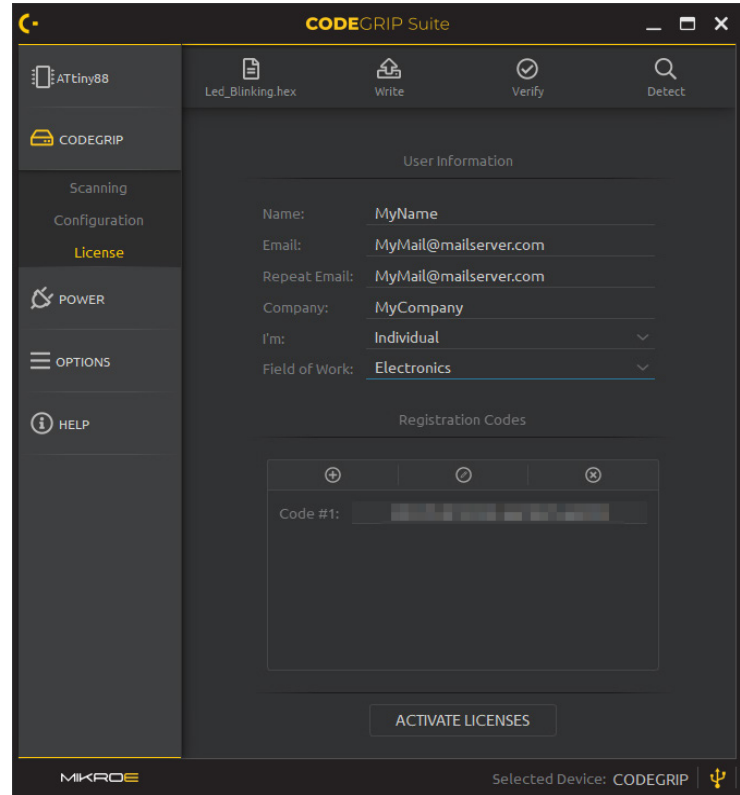 CODEGRIP Suite
ATtiny88
Led_Blinking.hex
Write
Verify
Detect
CODEGRIP
Scanning
Configuration
License
POWER
OPTIONS
HELP
User Information
Name: MyName
Email: MyMail@mailserver.com
Repeat Email: MyMail@mailserver.com
Company: MyCompany
I'm: Individual
Field of Work: Electronics
Registration Codes
Code #1:
ACTIVATE LICENSES
MIKROE
Selected Device: CODEGRIP